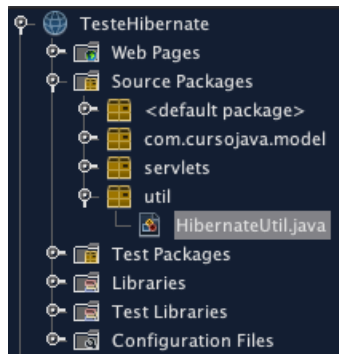 TesteHibernate
Web Pages
Source Packages
<default package>
com.cursojava.model
servlets
util
HibernateUtil.java
Test Packages
Libraries
Test Libraries
Configuration Files